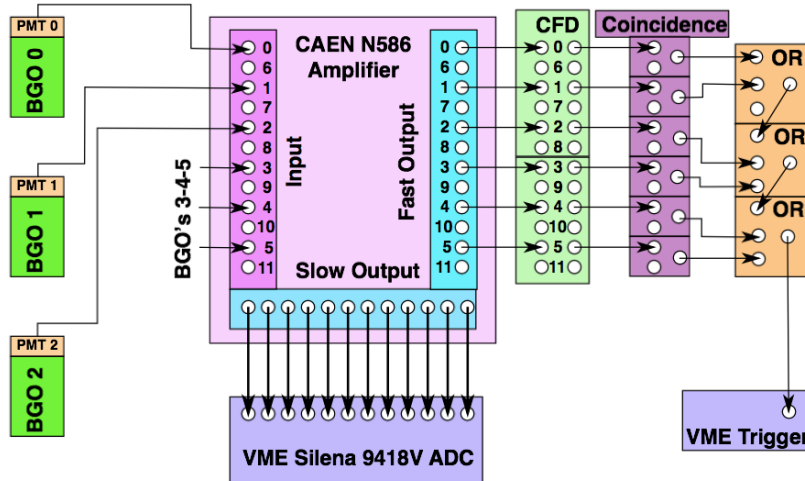 PMT 0
BGO 0
PMT 1
BGO 1
PMT 2
BGO 2
BGO's 3-4-5
CAEN N586
Amplifier
Input
0
6
1
7
2
8
3
9
4
10
5
11
Fast Output
0
6
1
7
2
8
3
9
4
10
5
11
Slow Output
VME Silena 9418V ADC
CFD
0
6
1
7
2
8
3
9
4
10
5
11
Coincidence
OR
OR
OR
VME Trigger